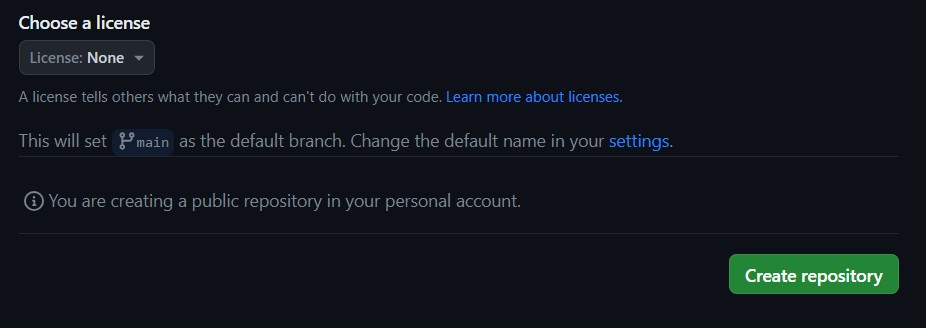 Choose a license
License: None
A license tells others what they can and can't do with your code. Learn more about licenses.
This will set main as the default branch. Change the default name in your settings.
You are creating a public repository in your personal account.
Create repository